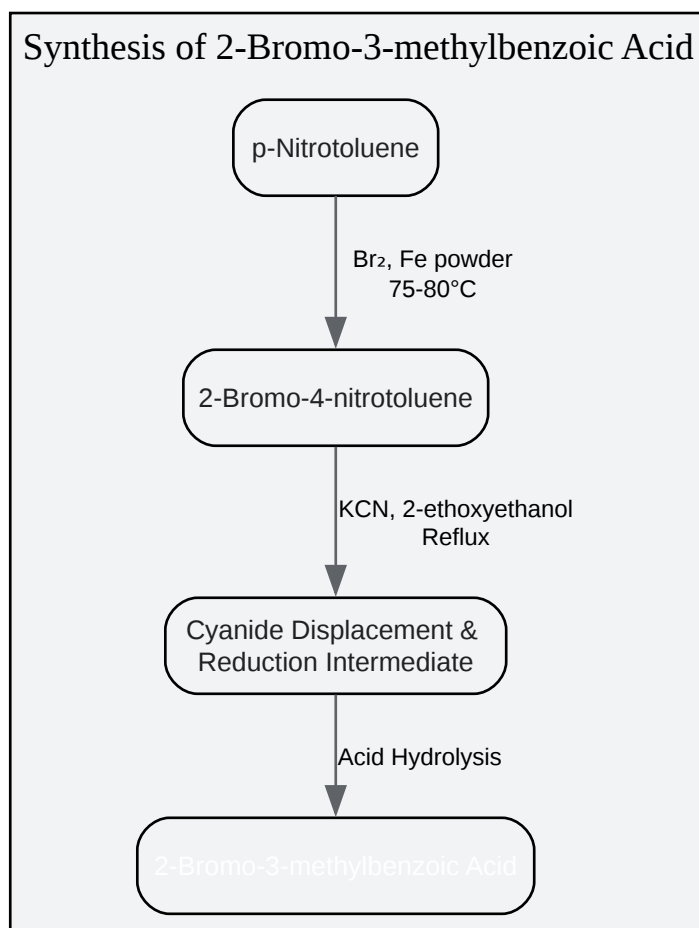 Synthesis of 2-Bromo-3-methylbenzoic Acid
p-Nitrotoluene
Br₂, Fe powder
75-80°C
2-Bromo-4-nitrotoluene
KCN, 2-ethoxyethanol
Reflux
Cyanide Displacement &
Reduction Intermediate
Acid Hydrolysis
2-Bromo-3-methylbenzoic Acid